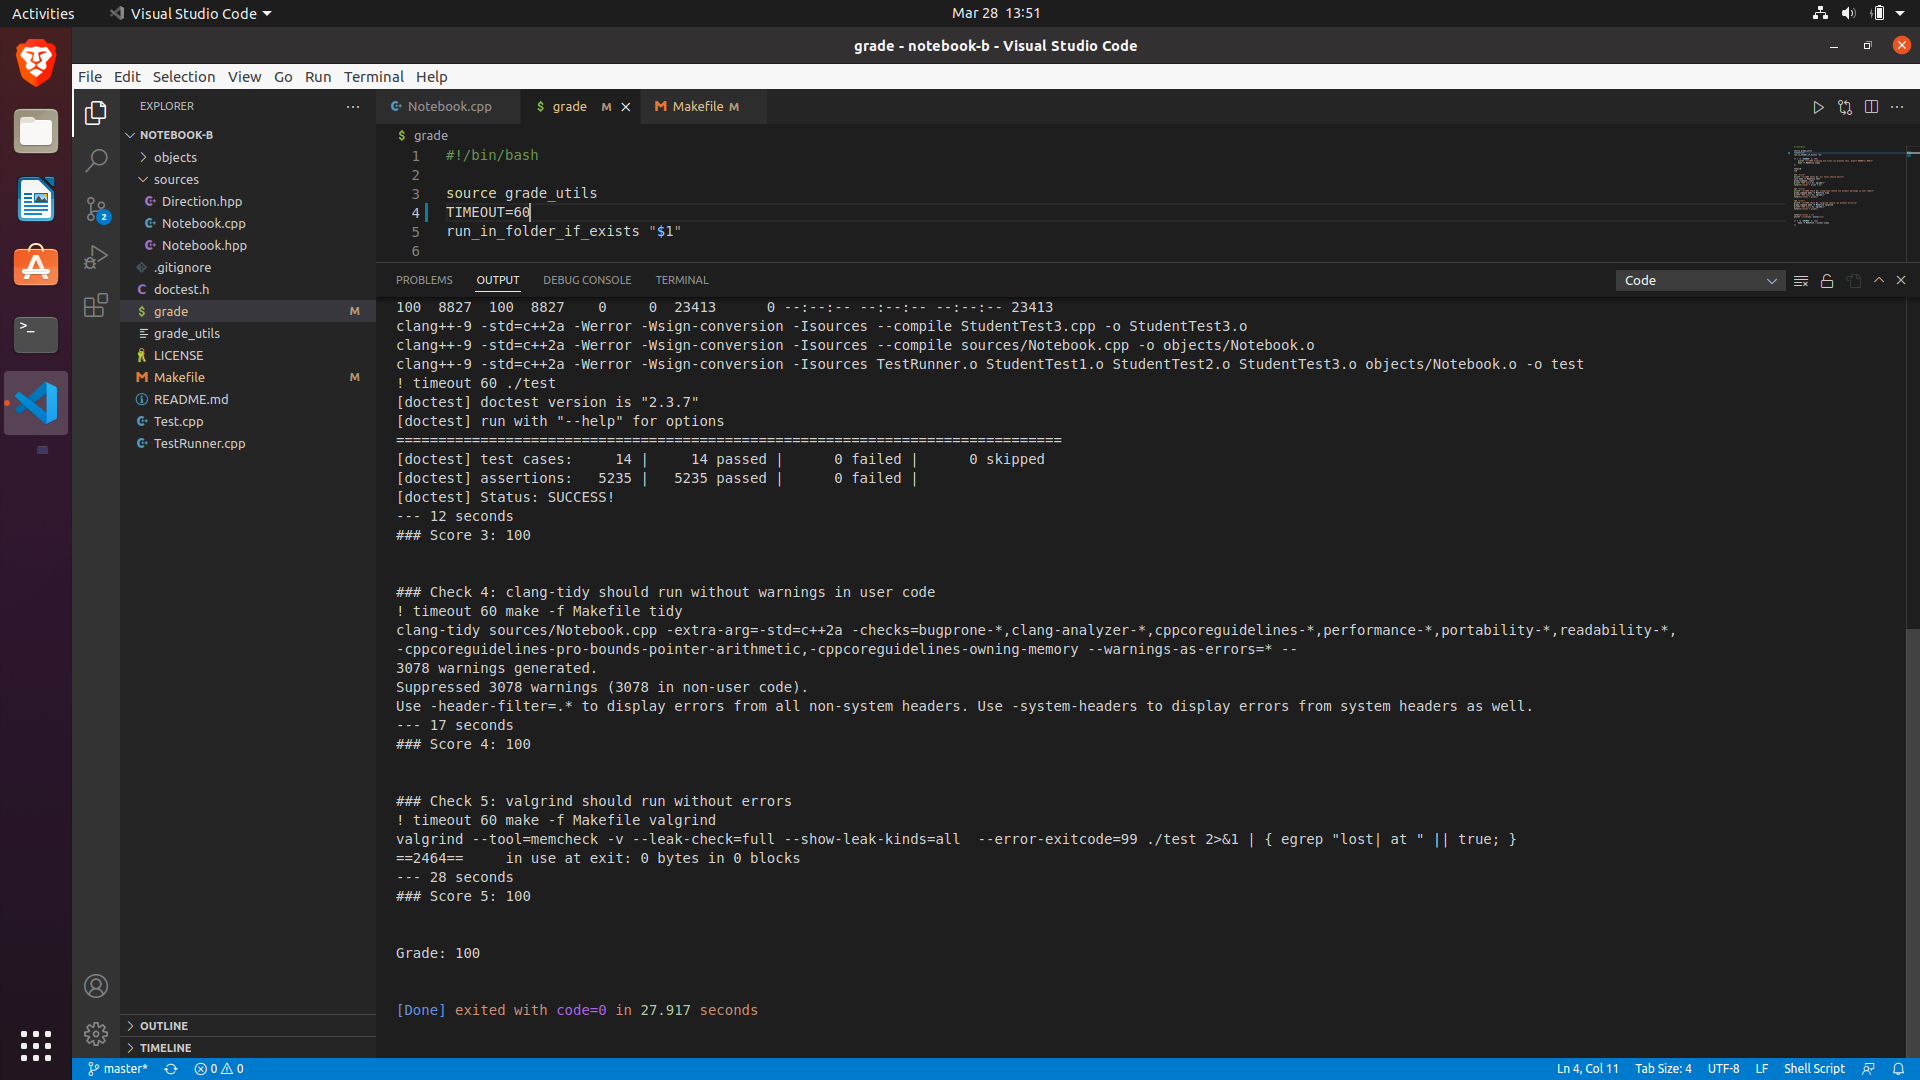 Activities
Visual Studio Code
Mar 28 13:51
grade - notebook-b - Visual Studio Code
File Edit Selection View Go Run Terminal Help
EXPLORER
NOTEBOOK-B
objects
sources
Direction.hpp
Notebook.cpp
Notebook.hpp
.gitignore
doctest.h
grade M
grade_utils
LICENSE
Makefile M
README.md
Test.cpp
TestRunner.cpp
OUTLINE
TIMELINE
2
>_
Notebook.cpp
$ grade M
Makefile M
$ grade
1 #!/bin/bash
2
3 source grade_utils
4 TIMEOUT=60
5 run_in_folder_if_exists "$1"
6
PROBLEMS OUTPUT DEBUG CONSOLE TERMINAL
Code
100  8827  100  8827    0     0  23413      0 --:--:-- --:--:-- --:--:-- 23413
clang++-9 -std=c++2a -Werror -Wsign-conversion -Isources --compile StudentTest3.cpp -o StudentTest3.o
clang++-9 -std=c++2a -Werror -Wsign-conversion -Isources --compile sources/Notebook.cpp -o objects/Notebook.o
clang++-9 -std=c++2a -Werror -Wsign-conversion -Isources TestRunner.o StudentTest1.o StudentTest2.o StudentTest3.o objects/Notebook.o -o test
! timeout 60 ./test
[doctest] doctest version is "2.3.7"
[doctest] run with "--help" for options
===============================================================================
[doctest] test cases:     14 |     14 passed |      0 failed |      0 skipped
[doctest] assertions:   5235 |   5235 passed |      0 failed |
[doctest] Status: SUCCESS!
--- 12 seconds
### Score 3: 100
### Check 4: clang-tidy should run without warnings in user code
! timeout 60 make -f Makefile tidy
clang-tidy sources/Notebook.cpp -extra-arg=-std=c++2a -checks=bugprone-*,clang-analyzer-*,cppcoreguidelines-*,performance-*,portability-*,readability-*,
-cppcoreguidelines-pro-bounds-pointer-arithmetic,-cppcoreguidelines-owning-memory --warnings-as-errors=* --
3078 warnings generated.
Suppressed 3078 warnings (3078 in non-user code).
Use -header-filter=.* to display errors from all non-system headers. Use -system-headers to display errors from system headers as well.
--- 17 seconds
### Score 4: 100
### Check 5: valgrind should run without errors
! timeout 60 make -f Makefile valgrind
valgrind --tool=memcheck -v --leak-check=full --show-leak-kinds=all  --error-exitcode=99 ./test 2>&1 | { egrep "lost| at " || true; }
==2464==     in use at exit: 0 bytes in 0 blocks
--- 28 seconds
### Score 5: 100
Grade: 100
[Done] exited with code=0 in 27.917 seconds
master*
0 0
Ln 4, Col 11
Tab Size: 4
UTF-8
LF
Shell Script